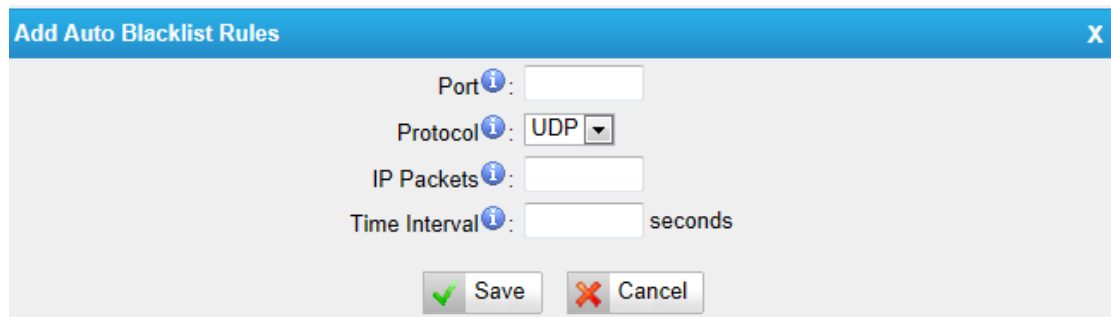 Add Auto Blacklist Rules X
Port i :
Protocol i : UDP
IP Packets i :
Time Interval i : seconds
Save Cancel